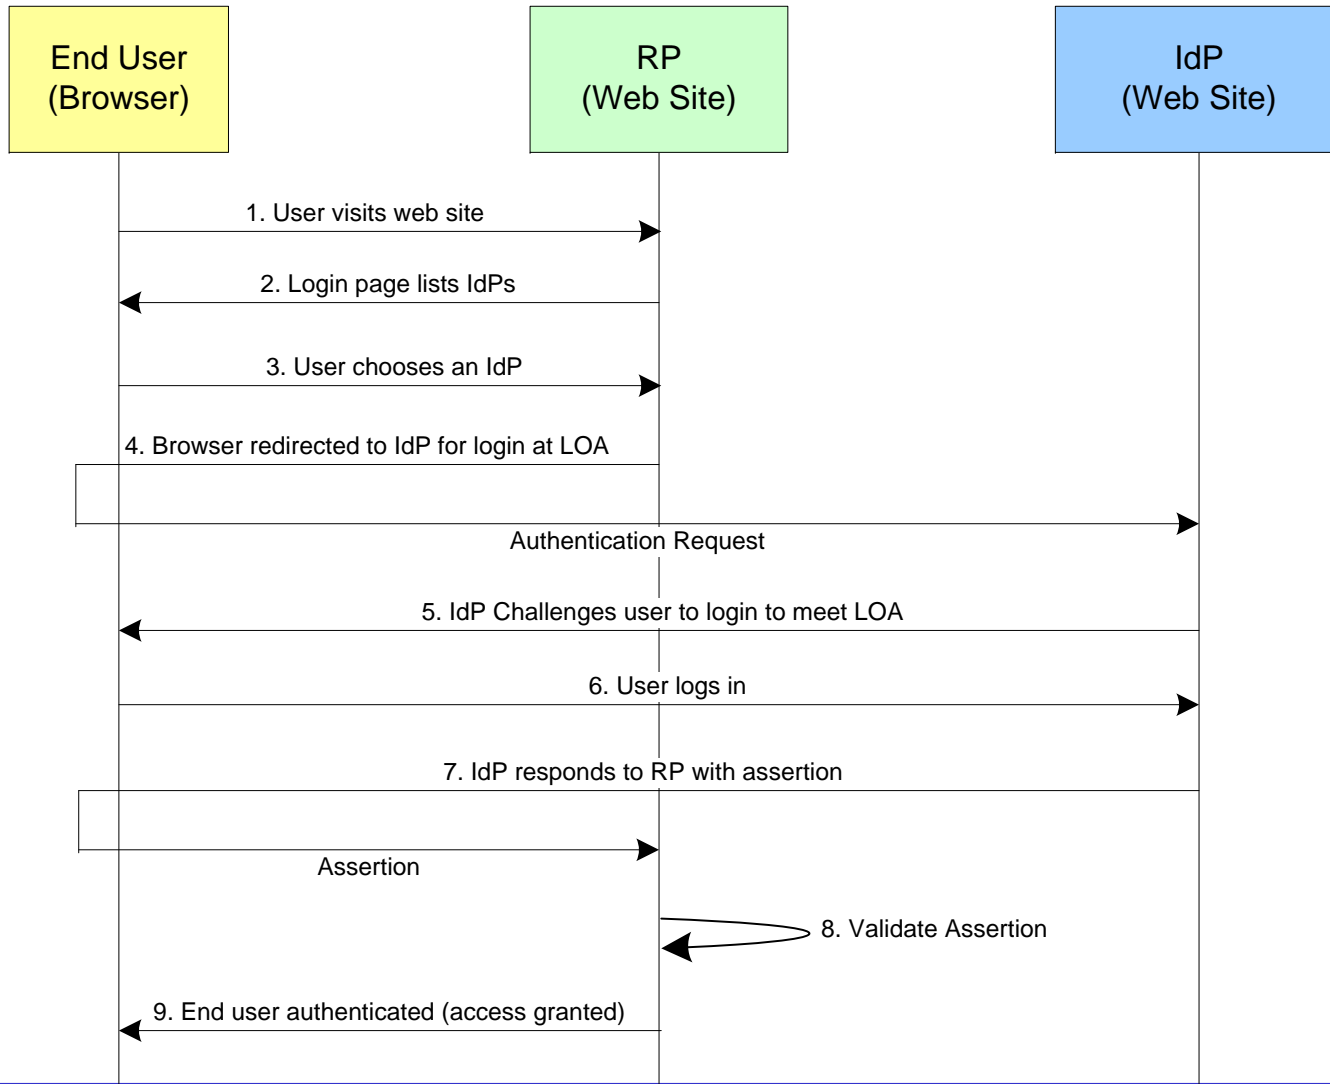 End User
(Browser)
RP
(Web Site)
IdP
(Web Site)
1. User visits web site
2. Login page lists IdPs
3. User chooses an IdP
4. Browser redirected to IdP for login at LOA
Authentication Request
5. IdP Challenges user to login to meet LOA
6. User logs in
7. IdP responds to RP with assertion
Assertion
8. Validate Assertion
9. End user authenticated (access granted)